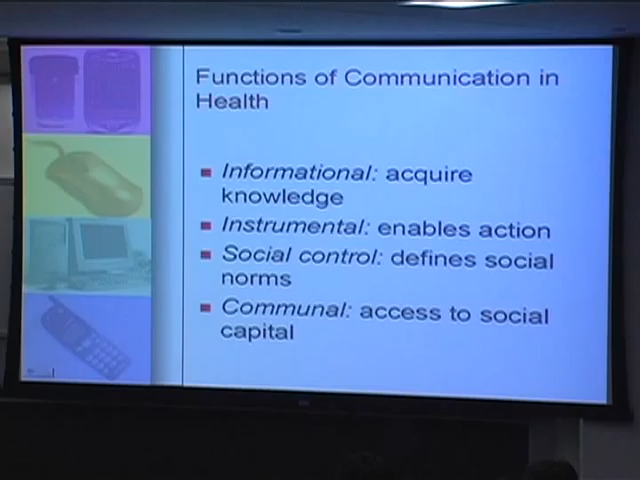 Functions of Communication in
Health
Informational: acquire
knowledge
Instrumental: enables action
Social control: defines social
norms
Communal: access to social
capital